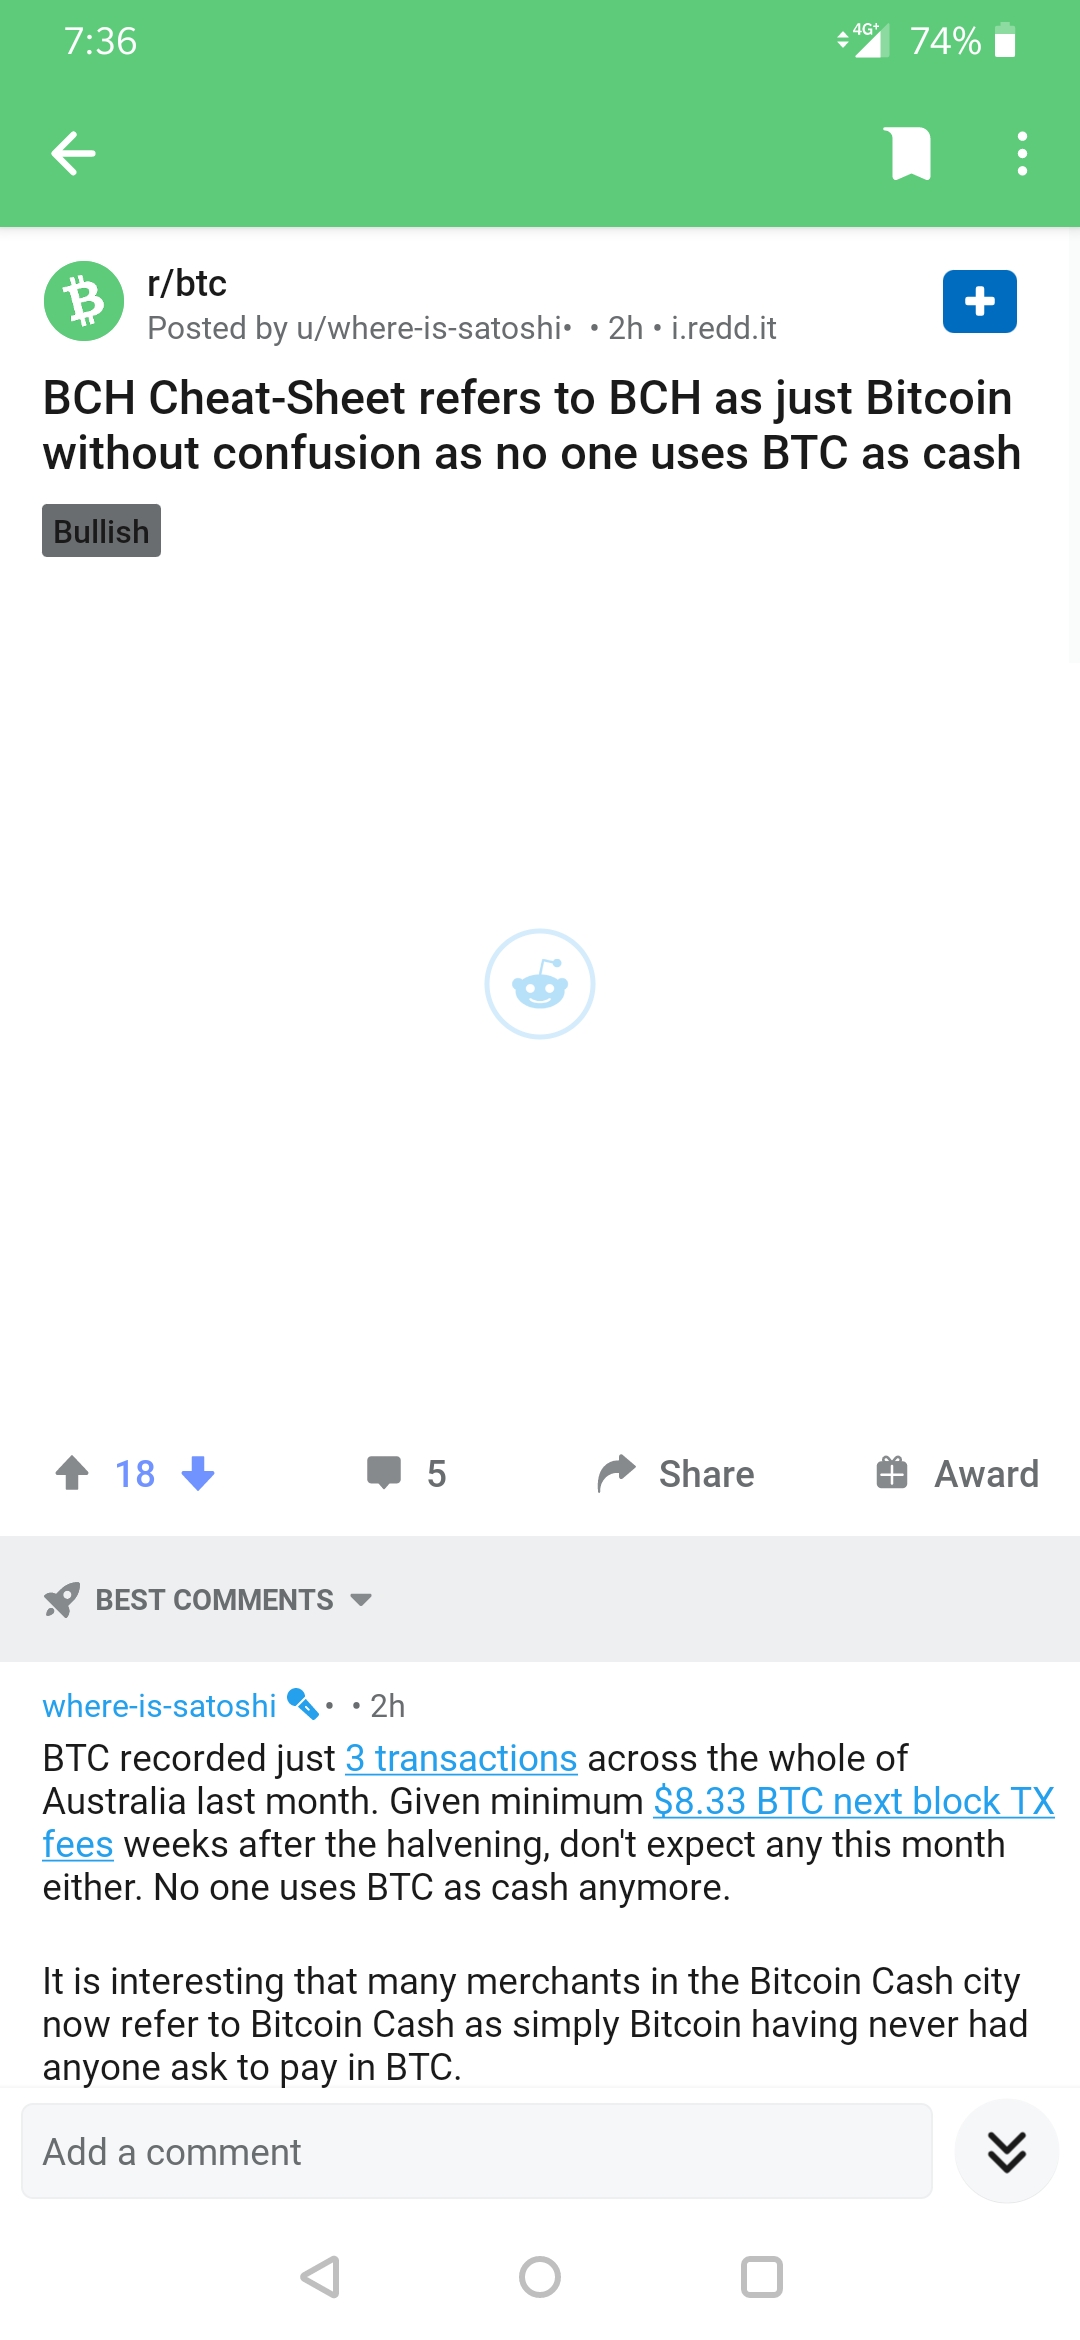 7:36
4G+ 74%
r/btc
Posted by u/where-is-satoshi• • 2h • i.redd.it
BCH Cheat-Sheet refers to BCH as just Bitcoin
without confusion as no one uses BTC as cash
Bullish
18
5
Share
Award
BEST COMMENTS
where-is-satoshi • • 2h
BTC recorded just 3 transactions across the whole of
Australia last month. Given minimum $8.33 BTC next block TX
fees weeks after the halvening, don't expect any this month
either. No one uses BTC as cash anymore.
It is interesting that many merchants in the Bitcoin Cash city
now refer to Bitcoin Cash as simply Bitcoin having never had
anyone ask to pay in BTC.
Add a comment